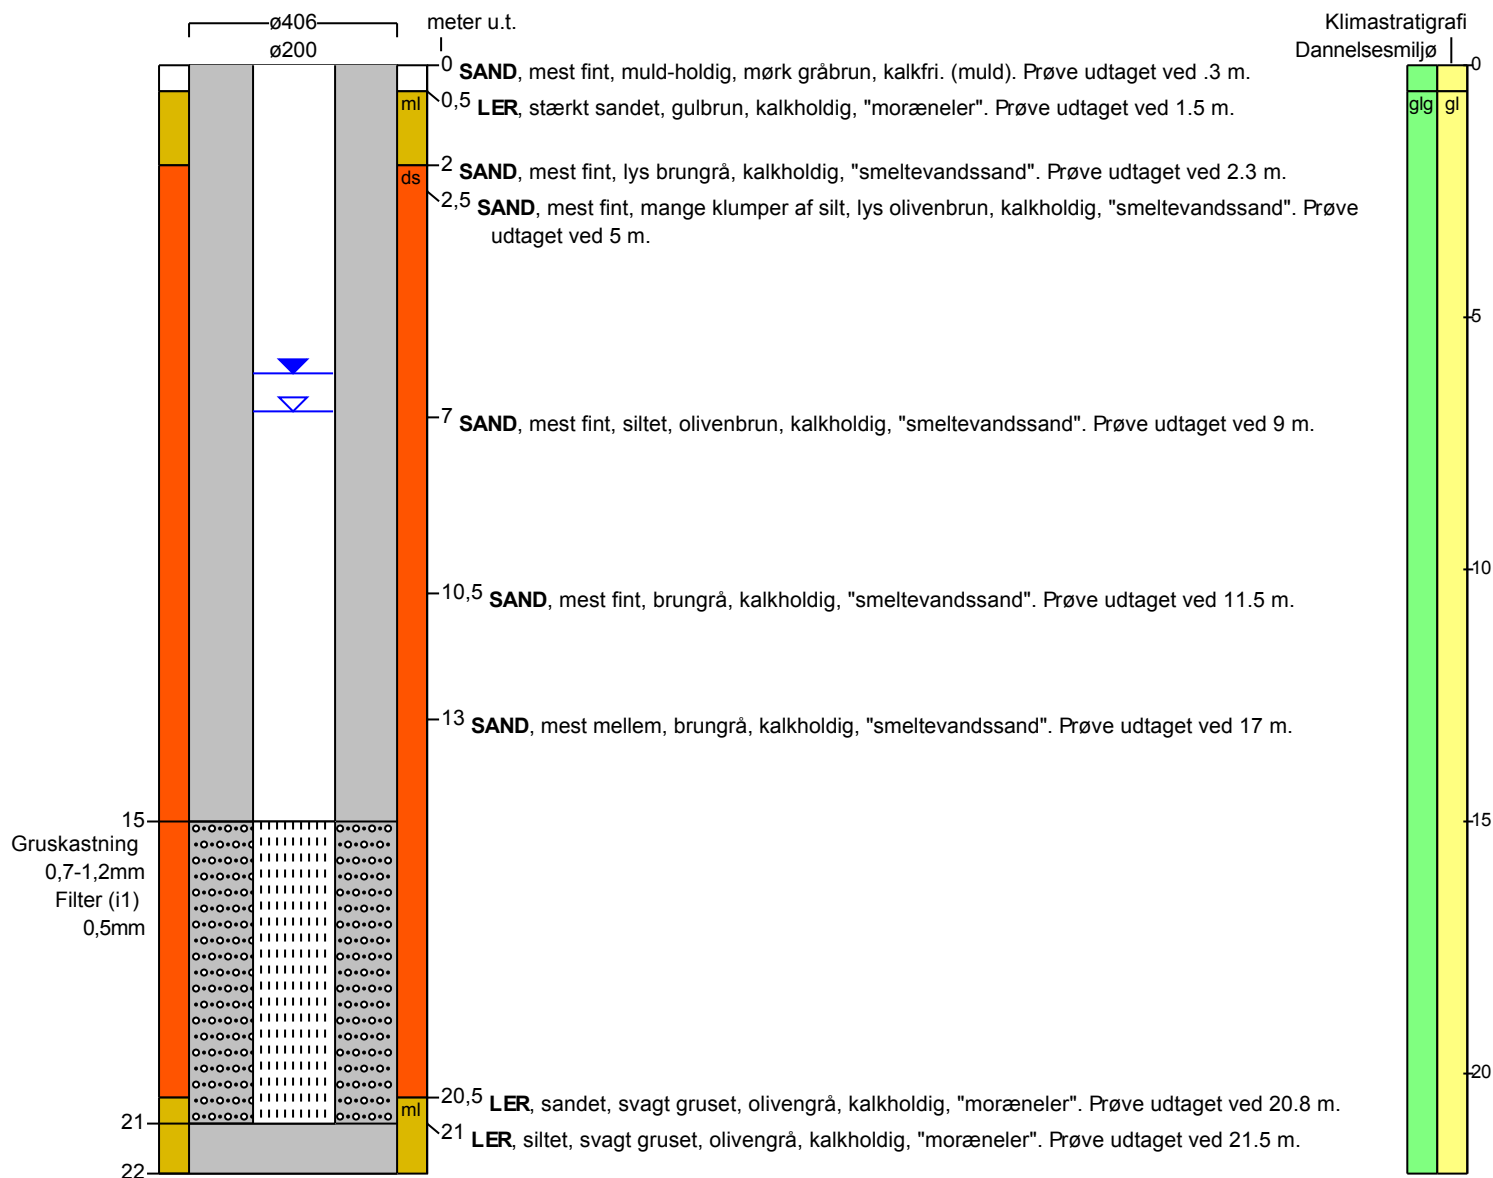 ø406 meter u.t. Klimastratigrafi
ø200 Dannelsesmiljø
0 SAND, mest fint, muld-holdig, mørk gråbrun, kalkfri. (muld). Prøve udtaget ved .3 m. 0
ml 0,5 LER, stærkt sandet, gulbrun, kalkholdig, "moræneler". Prøve udtaget ved 1.5 m. glg gl
2 SAND, mest fint, lys brungrå, kalkholdig, "smeltevandssand". Prøve udtaget ved 2.3 m.
ds
2,5 SAND, mest fint, mange klumper af silt, lys olivenbrun, kalkholdig, "smeltevandssand". Prøve
udtaget ved 5 m.
5
7 SAND, mest fint, siltet, olivenbrun, kalkholdig, "smeltevandssand". Prøve udtaget ved 9 m.
10
10,5 SAND, mest fint, brungrå, kalkholdig, "smeltevandssand". Prøve udtaget ved 11.5 m.
13 SAND, mest mellem, brungrå, kalkholdig, "smeltevandssand". Prøve udtaget ved 17 m.
15 15
Gruskastning
0,7-1,2mm
Filter (i1)
0,5mm
20
20,5 LER, sandet, svagt gruset, olivengrå, kalkholdig, "moræneler". Prøve udtaget ved 20.8 m.
ml
21 21 LER, siltet, svagt gruset, olivengrå, kalkholdig, "moræneler". Prøve udtaget ved 21.5 m.
22